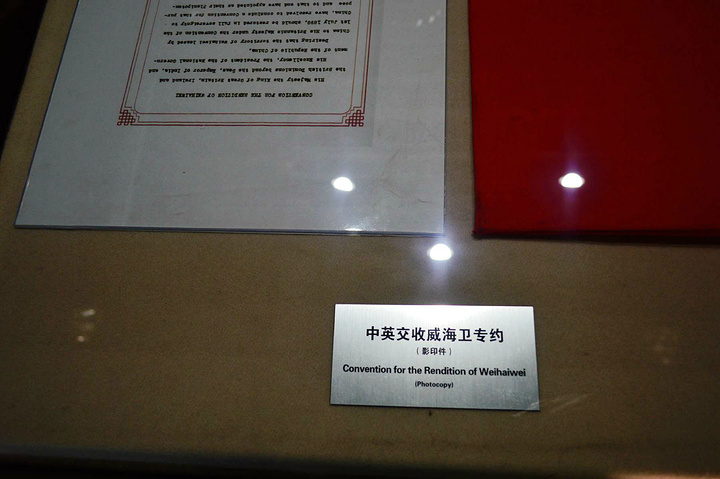 CONVENTION FOR THE RENDITION OF WEIHAIWEI
His Majesty the King of Great Britain, Ireland and
the British Dominions beyond the Seas, Emperor of India, and
His Excellency, the President of the National Govern-
ment of the Republic of China,
Desiring that the territory of Weihaiwei leased by
China to His Britannic Majesty under the Convention of the
1st July 1898, should be restored in full sovereignty to
China, have resolved to conclude a Convention for that pur-
pose and to that end have appointed as their Plenipoten-
中英交收威海卫专约
（影印件）
Convention for the Rendition of Weihaiwei
(Photocopy)